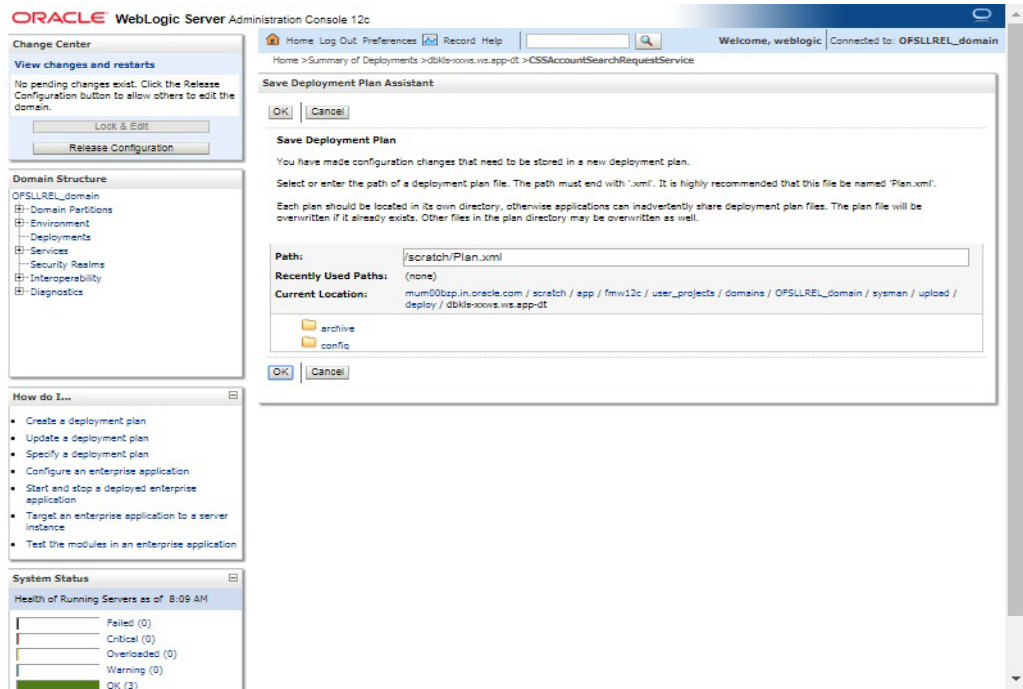 ORACLE WebLogic Server Administration Console 12c
Change Center
View changes and restarts
No pending changes exist. Click the Release
Configuration button to allow others to edit the
domain.
Lock & Edit
Release Configuration
Domain Structure
OFSLLREL_domain
Domain Partitions
Environment
Deployments
Services
Security Realms
Interoperability
Diagnostics
How do I...
Create a deployment plan
Update a deployment plan
Specify a deployment plan
Configure an enterprise application
Start and stop a deployed enterprise
application
Target an enterprise application to a server
instance
Test the modules in an enterprise application
System Status
Health of Running Servers as of 8:09 AM
Failed (0)
Critical (0)
Overloaded (0)
Warning (0)
OK (3)
Home Log Out Preferences Record Help
Welcome, weblogic Connected to: OFSLLREL_domain
Home >Summary of Deployments >dbkls-xxws.ws.app-dt >CSSAccountSearchRequestService
Save Deployment Plan Assistant
OK Cancel
Save Deployment Plan
You have made configuration changes that need to be stored in a new deployment plan.
Select or enter the path of a deployment plan file. The path must end with '.xml'. It is highly recommended that this file be named 'Plan.xml'.
Each plan should be located in its own directory, otherwise applications can inadvertently share deployment plan files. The plan file will be
overwritten if it already exists. Other files in the plan directory may be overwritten as well.
Path: /scratch/Plan.xml
Recently Used Paths: (none)
Current Location: mum00bzp.in.oracle.com / scratch / app / fmw12c / user_projects / domains / OFSLLREL_domain / sysman / upload /
deploy / dbkls-xxws.ws.app-dt
archive
config
OK Cancel